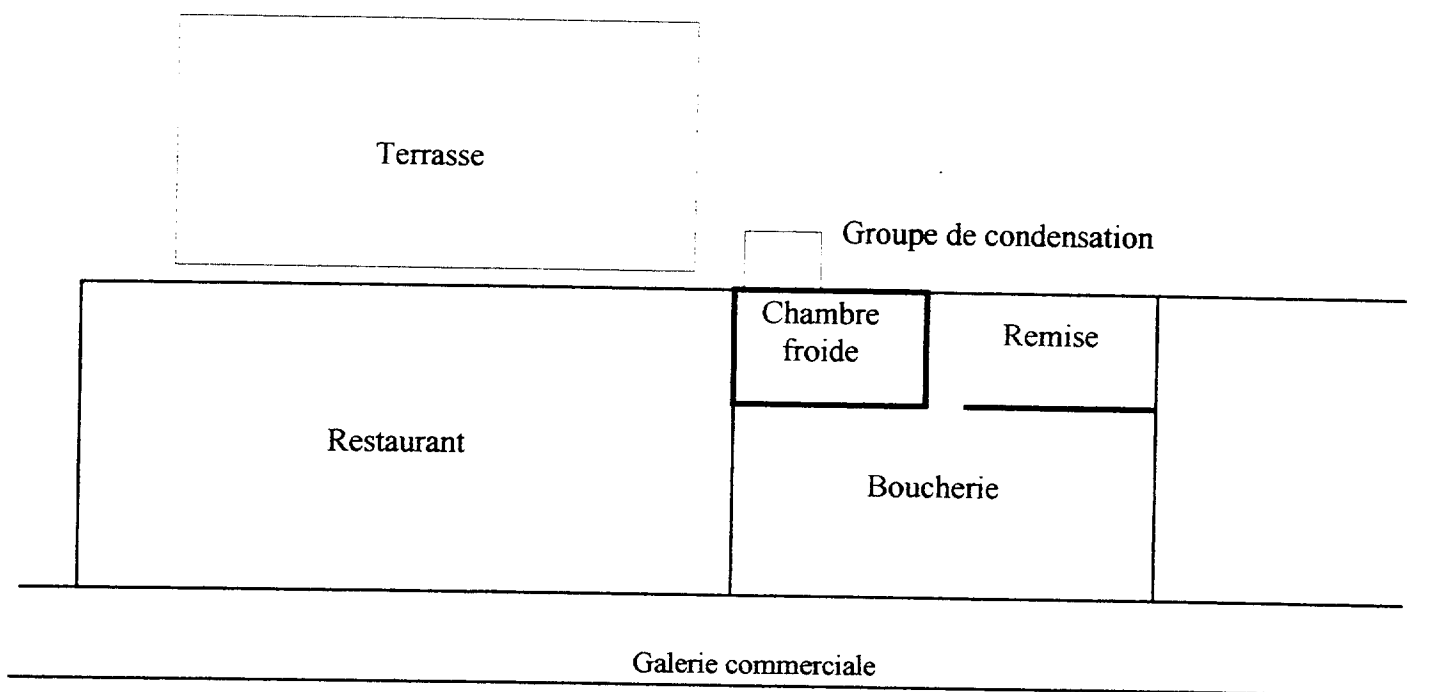 Terrasse
Groupe de condensation
Chambre
froide
Remise
Restaurant
Boucherie
Galerie commerciale